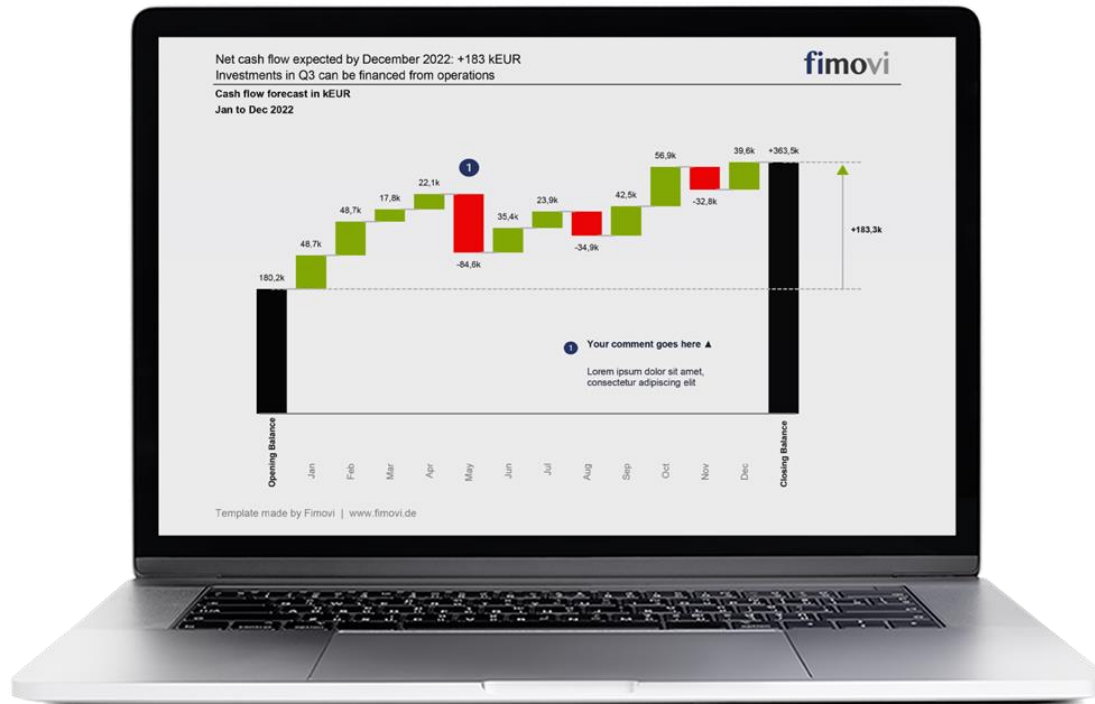 Net cash flow expected by December 2022: +183 kEUR
Investments in Q3 can be financed from operations
fimovi
Cash flow forecast in kEUR
Jan to Dec 2022
180,2k
48,7k
48,7k
17,8k
22,1k
1
-84,6k
35,4k
23,9k
-34,9k
42,5k
56,9k
-32,8k
39,6k
+363,5k
+183,3k
1 Your comment goes here ▲
Lorem ipsum dolor sit amet,
consectetur adipiscing elit
Opening Balance
Jan
Feb
Mar
Apr
May
Jun
Jul
Aug
Sep
Oct
Nov
Dec
Closing Balance
Template made by Fimovi | www.fimovi.de